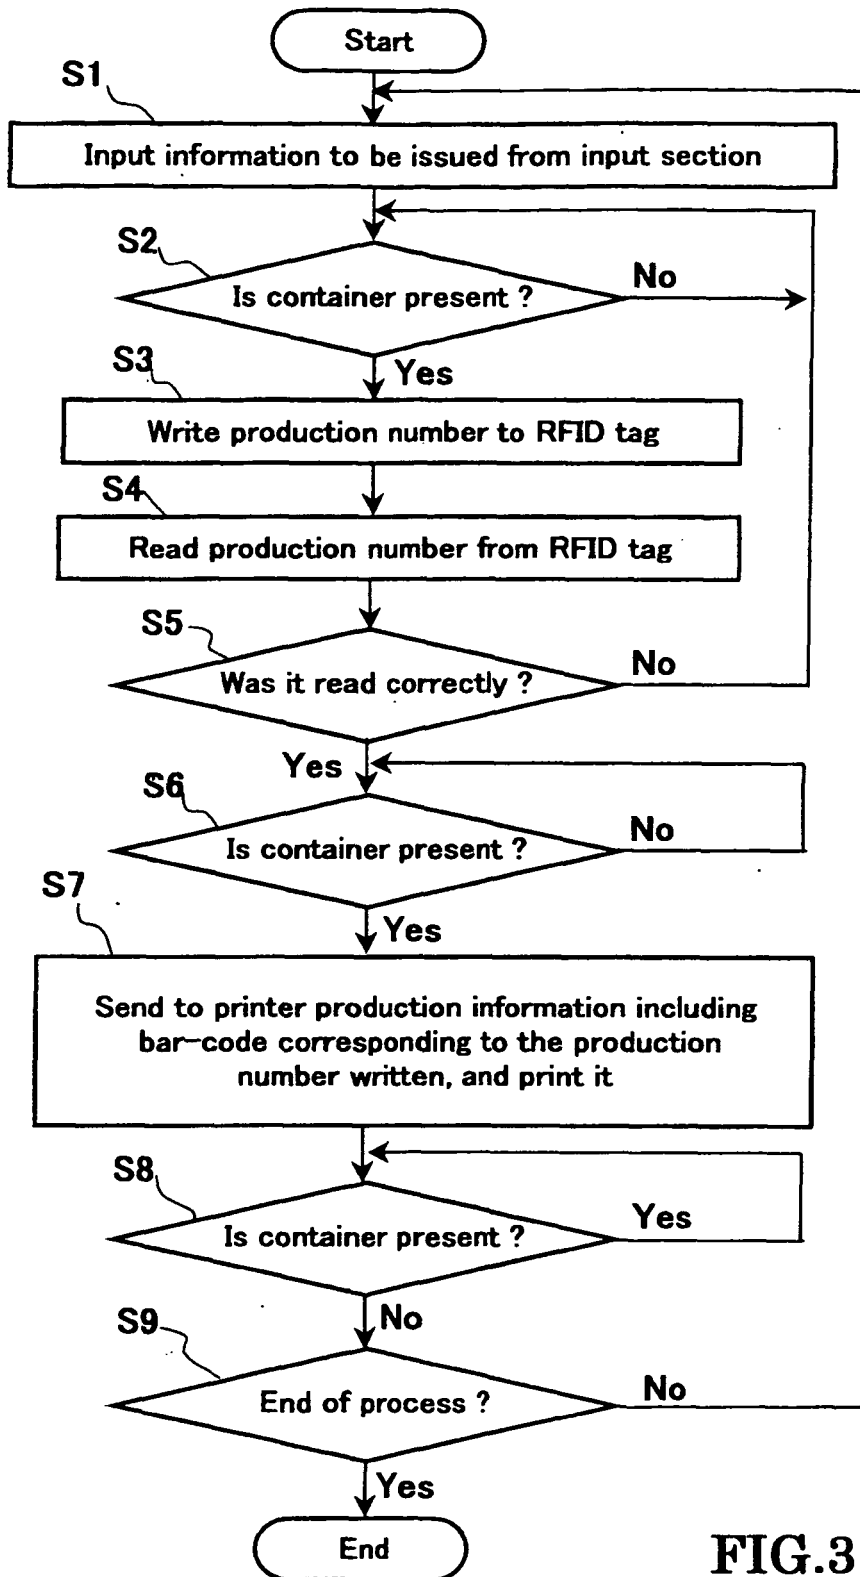 Start
S1
Input information to be issued from input section
S2
Is container present ?
No
Yes
S3
Write production number to RFID tag
S4
Read production number from RFID tag
S5
Was it read correctly ?
No
Yes
S6
Is container present ?
No
Yes
S7
Send to printer production information including
bar-code corresponding to the production
number written, and print it
S8
Is container present ?
Yes
No
S9
End of process ?
No
Yes
End
FIG.3